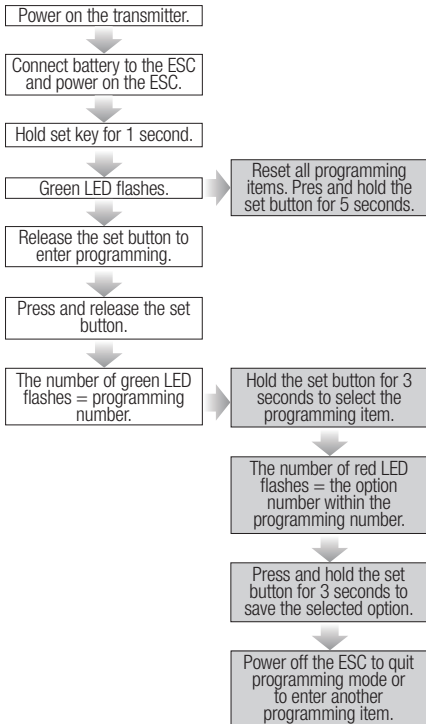 Power on the transmitter.
Connect battery to the ESC
and power on the ESC.
Hold set key for 1 second.
Green LED flashes.
Reset all programming
items. Pres and hold the
set button for 5 seconds.
Release the set button to
enter programming.
Press and release the set
button.
The number of green LED
flashes = programming
number.
Hold the set button for 3
seconds to select the
programming item.
The number of red LED
flashes = the option
number within the
programming number.
Press and hold the set
button for 3 seconds to
save the selected option.
Power off the ESC to quit
programming mode or
to enter another
programming item.